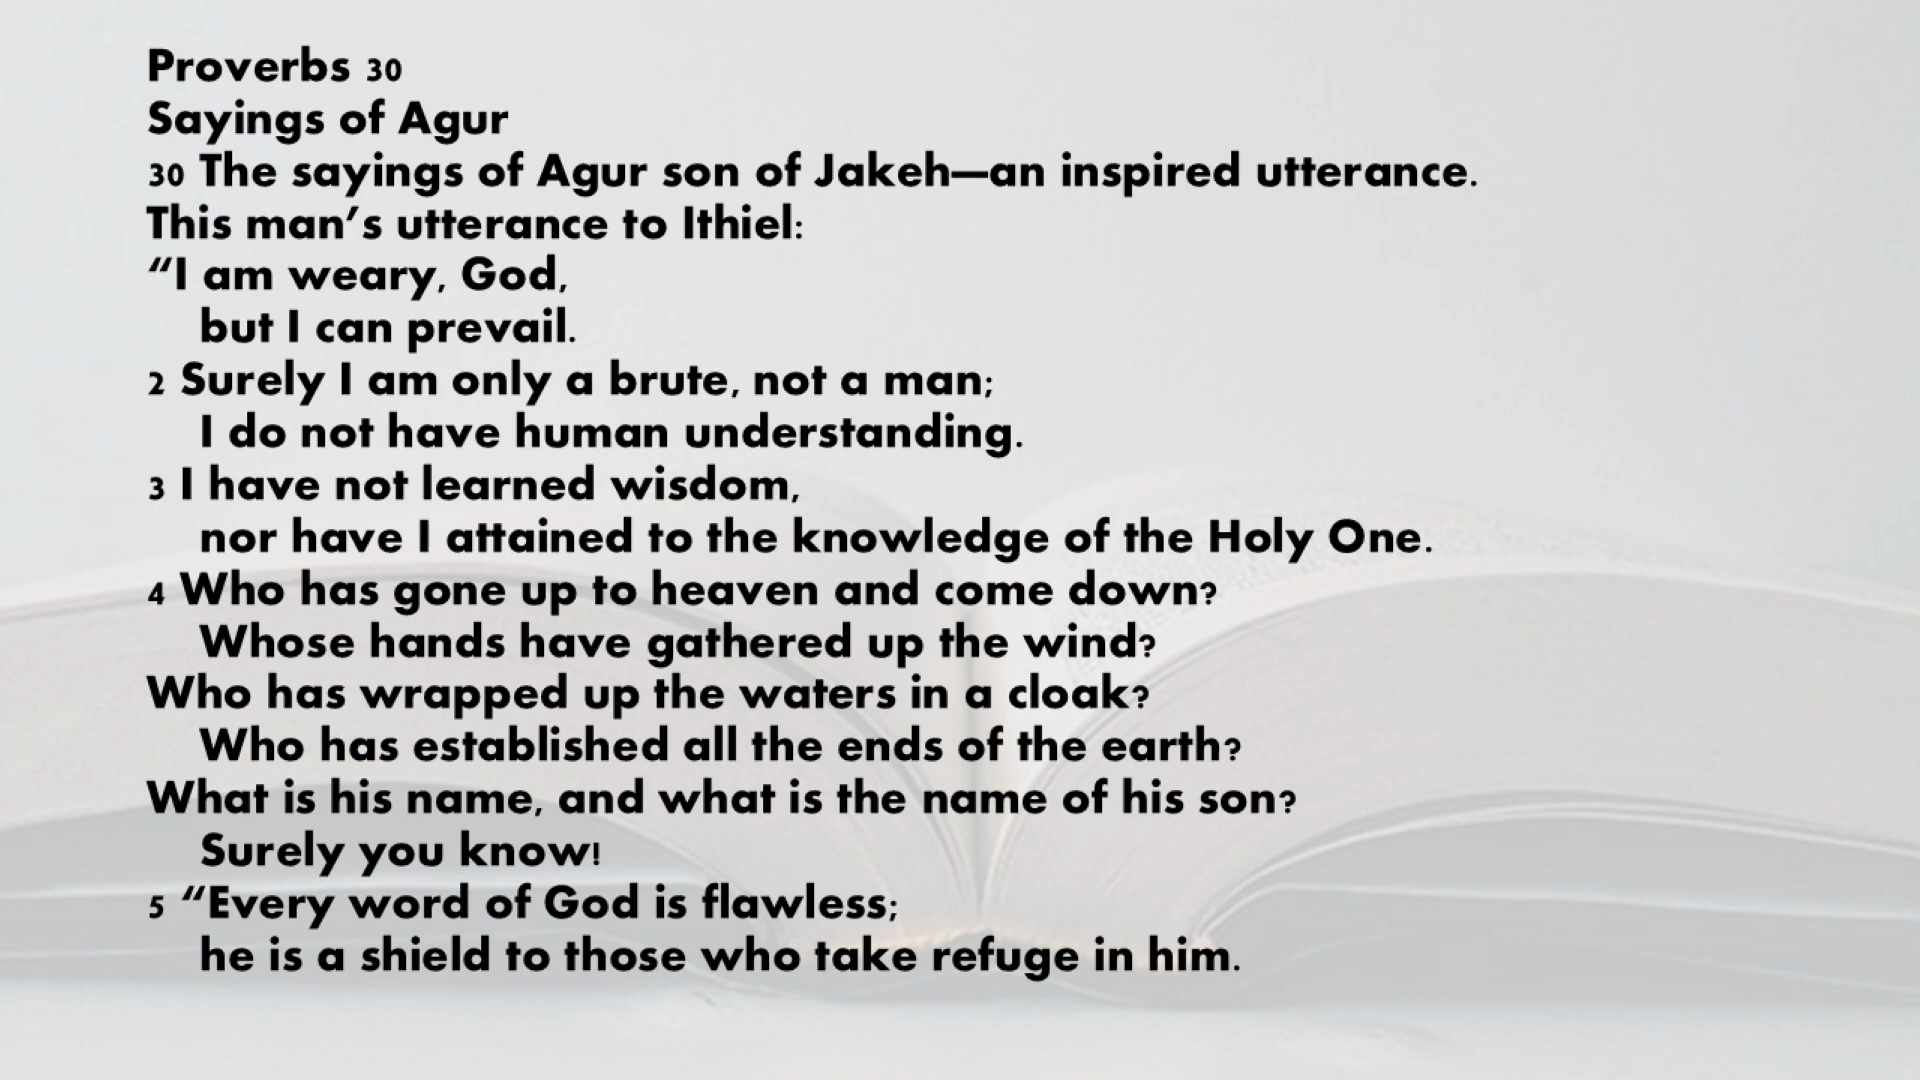 Proverbs 30
Sayings of Agur
30 The sayings of Agur son of Jakeh—an inspired utterance.
This man’s utterance to Ithiel:
“I am weary, God,
but I can prevail.
2 Surely I am only a brute, not a man;
I do not have human understanding.
3 I have not learned wisdom,
nor have I attained to the knowledge of the Holy One.
4 Who has gone up to heaven and come down?
Whose hands have gathered up the wind?
Who has wrapped up the waters in a cloak?
Who has established all the ends of the earth?
What is his name, and what is the name of his son?
Surely you know!
5 “Every word of God is flawless;
he is a shield to those who take refuge in him.